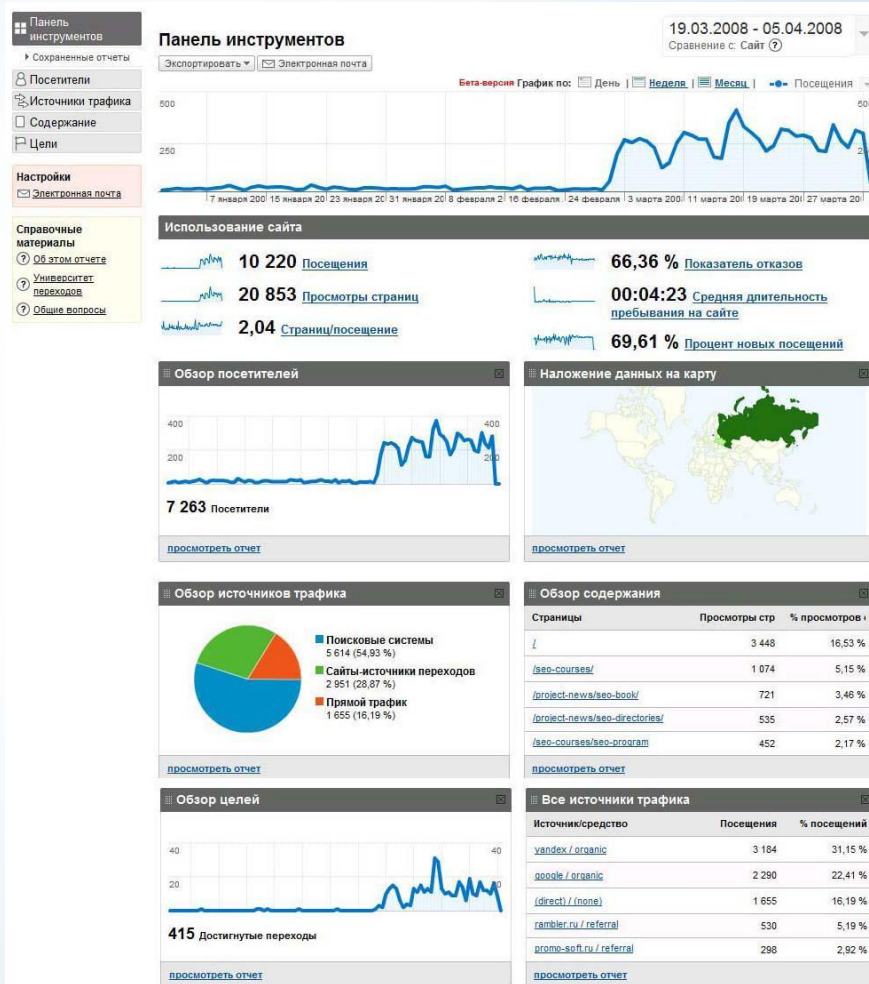 Панель
инструментов
Сохраненные отчеты
Посетители
Источники трафика
Содержание
Цели
Настройки
Электронная почта
Справочные
материалы
Об этом отчете
Университет
переходов
Общие вопросы
Панель инструментов
19.03.2008 - 05.04.2008
Сравнение с: Сайт
Экспортировать Электронная почта
Бета-версия График по: День | Неделя | Месяц | Посещения
500
250
7 января 200 15 января 20 23 января 20 31 января 20 8 февраля 2 16 февраля 24 февраля 3 марта 200 11 марта 20 19 марта 20 27 марта 20
Использование сайта
10 220 Посещения
66,36 % Показатель отказов
20 853 Просмотры страниц
00:04:23 Средняя длительность
пребывания на сайте
2,04 Страниц/посещение
69,61 % Процент новых посещений
Обзор посетителей
400 400
200 200
7 263 Посетители
просмотреть отчет
Наложение данных на карту
просмотреть отчет
Обзор источников трафика
Поисковые системы
5 614 (54,93 %)
Сайты-источники переходов
2 951 (28,87 %)
Прямой трафик
1 655 (16,19 %)
просмотреть отчет
Обзор содержания
Страницы Просмотры стр % просмотров
/ 3 448 16,53 %
/seo-courses/ 1 074 5,15 %
/project-news/seo-book/ 721 3,46 %
/project-news/seo-directories/ 535 2,57 %
/seo-courses/seo-program 452 2,17 %
просмотреть отчет
Обзор целей
40 40
20
415 Достигнутые переходы
просмотреть отчет
Все источники трафика
Источник/средство Посещения % посещений
yandex / organic 3 184 31,15 %
google / organic 2 290 22,41 %
(direct) / (none) 1 655 16,19 %
rambler.ru / referral 530 5,19 %
promo-soft.ru / referral 298 2,92 %
просмотреть отчет